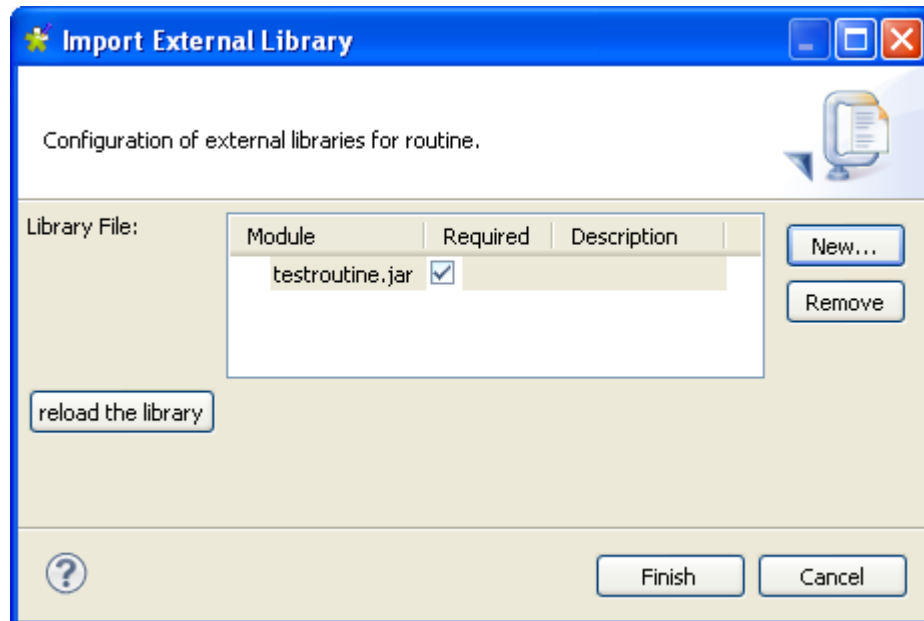 Import External Library
Configuration of external libraries for routine.
Library File:
Module Required Description
New...
testroutine.jar
Remove
reload the library
?
Finish Cancel